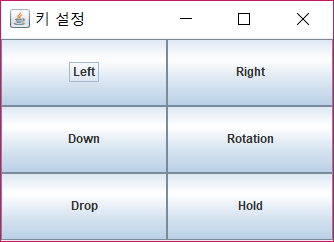 키 설정
Left Right
Down Rotation
Drop Hold